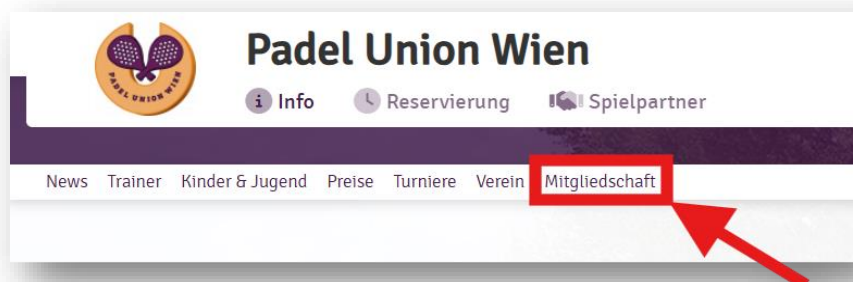 PADEL UNION WIEN
Padel Union Wien
i Info Reservierung Spielpartner
News Trainer Kinder & Jugend Preise Turniere Verein Mitgliedschaft